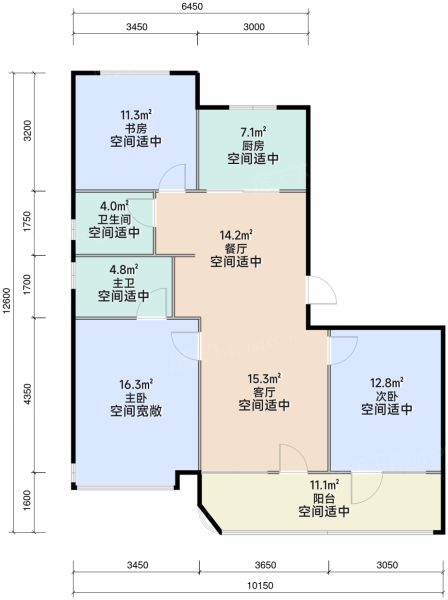 6450
3450
3000
11.3㎡
书房
空间适中
7.1㎡
厨房
空间适中
3200
4.0㎡
卫生间
空间适中
1750
14.2㎡
餐厅
空间适中
4.8㎡
主卫
空间适中
1700
12600
16.3㎡
主卧
空间宽敞
15.3㎡
客厅
空间适中
12.8㎡
次卧
空间适中
4350
11.1㎡
阳台
空间适中
1600
3450
3650
3050
10150